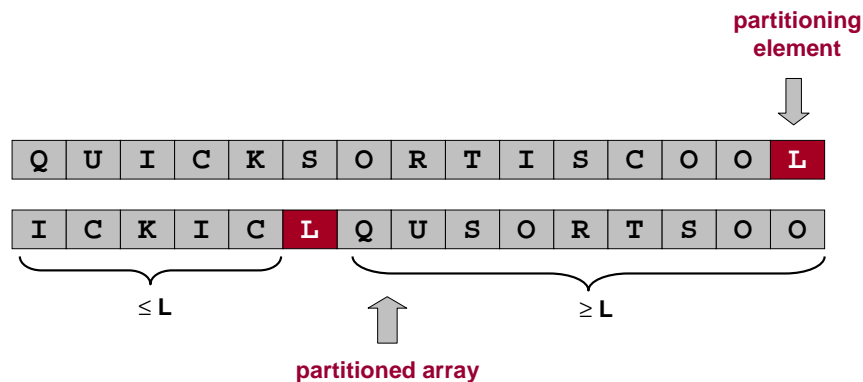 partitioning
element
Q U I C K S O R T I S C O O L
I C K I C L Q U S O R T S O O
≤ L
≥ L
partitioned array